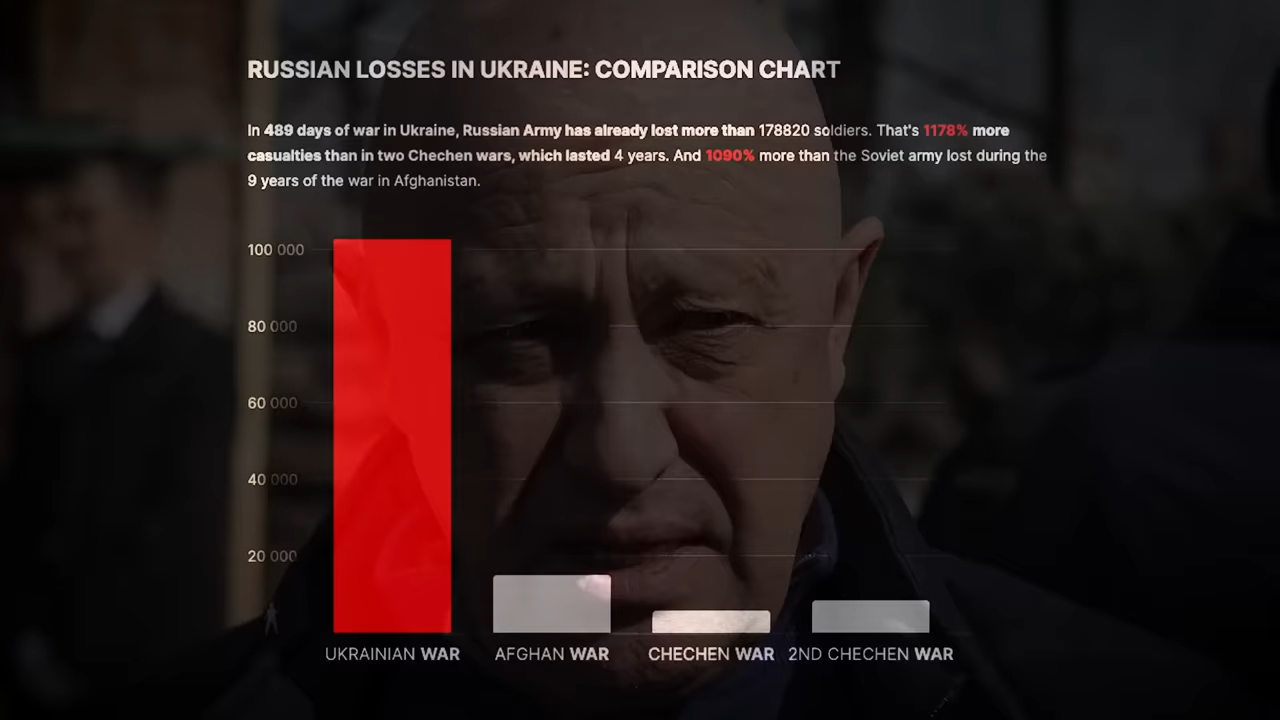 RUSSIAN LOSSES IN UKRAINE: COMPARISON CHART
In 489 days of war in Ukraine, Russian Army has already lost more than 178820 soldiers. That's 1178% more
casualties than in two Chechen wars, which lasted 4 years. And 1090% more than the Soviet army lost during the
9 years of the war in Afghanistan.
100 000
80 000
60 000
40 000
20 000
UKRAINIAN WAR AFGHAN WAR CHECHEN WAR 2ND CHECHEN WAR